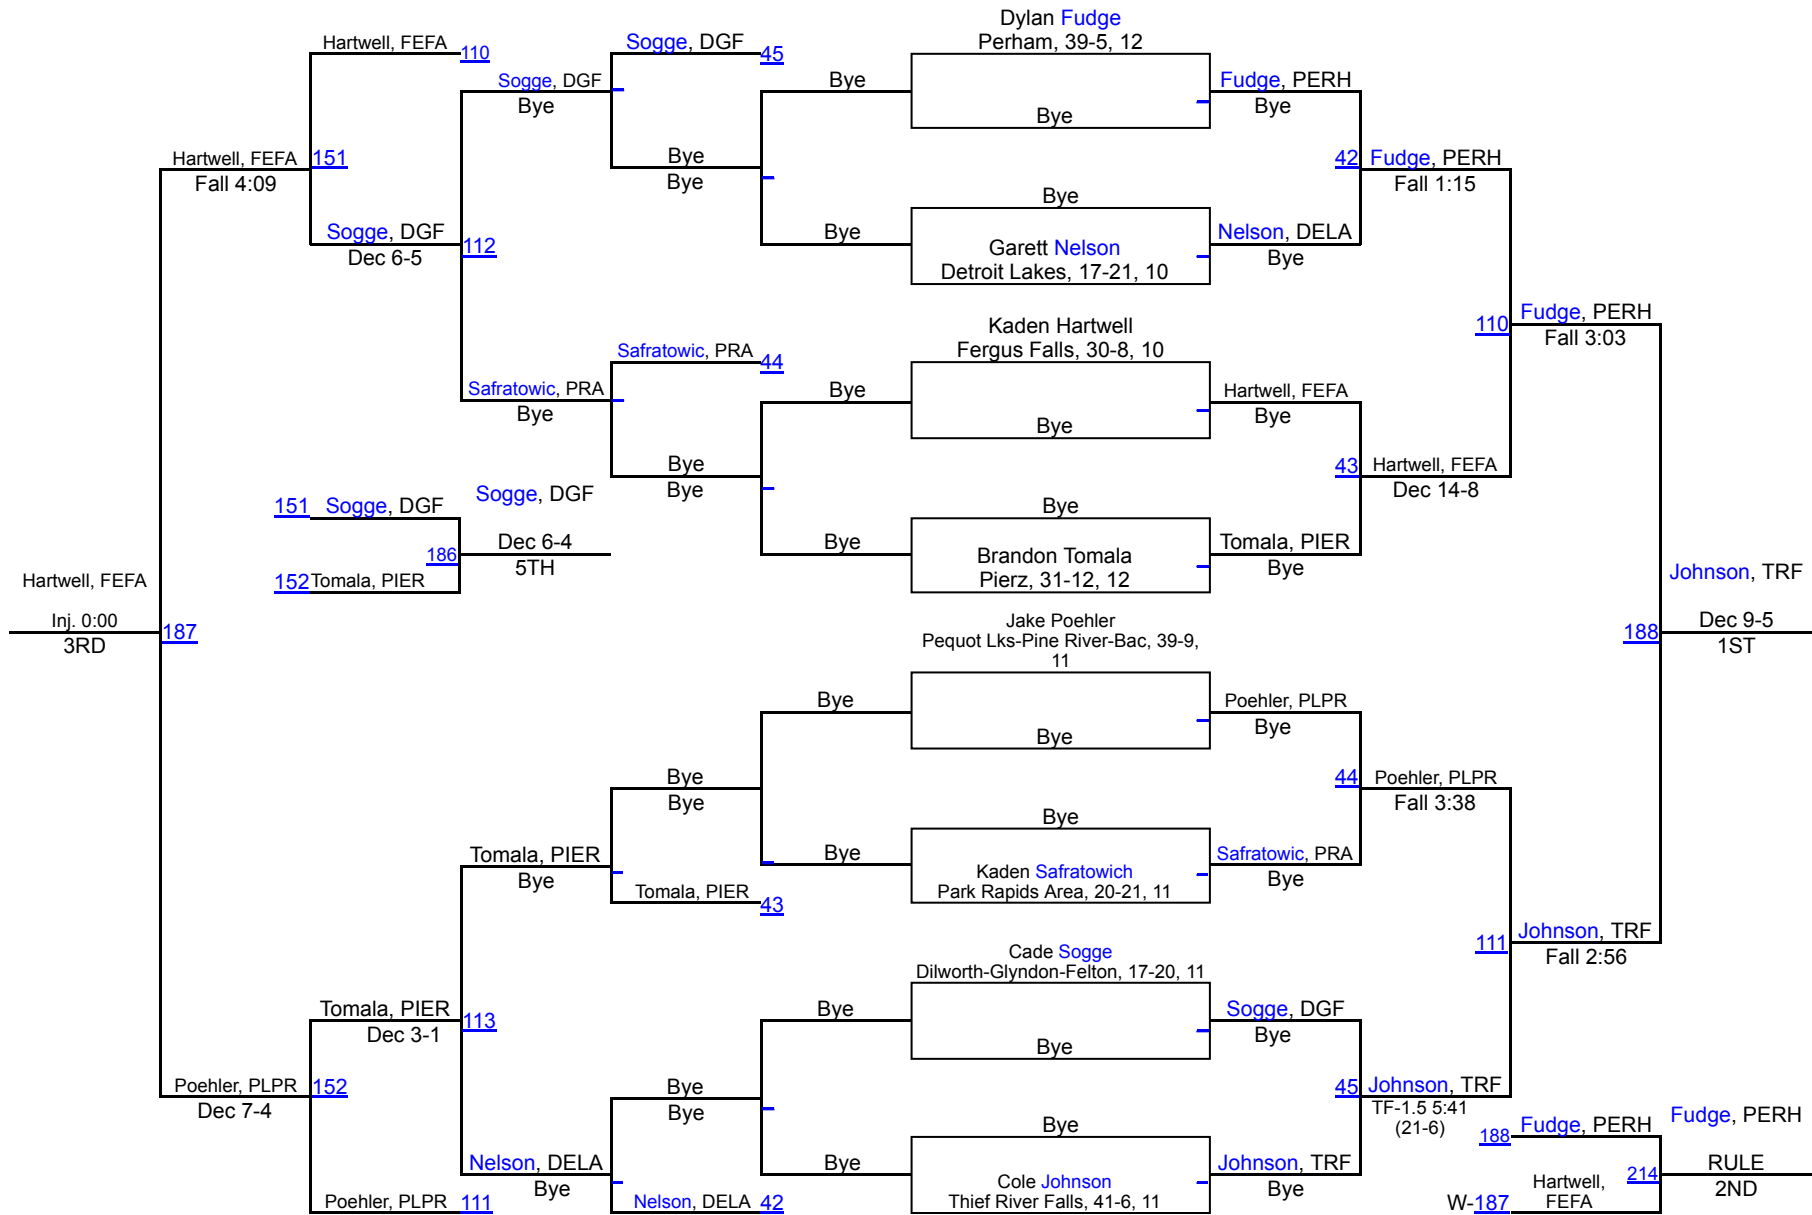 Dylan Fudge
Perham, 39-5, 12
Hartwell, FEFA
110
Sogge, DGF
45
Sogge, DGF
Bye
Bye
Bye
Fudge, PERH
Bye
Hartwell, FEFA
151
Fall 4:09
Bye
Bye
42
Fudge, PERH
Fall 1:15
Bye
Sogge, DGF
112
Dec 6-5
Bye
Garett Nelson
Detroit Lakes, 17-21, 10
Nelson, DELA
Bye
110
Fudge, PERH
Fall 3:03
Kaden Hartwell
Fergus Falls, 30-8, 10
Safratowic, PRA
44
Safratowic, PRA
Bye
Bye
Bye
Hartwell, FEFA
Bye
Bye
Bye
43
Hartwell, FEFA
Dec 14-8
151
Sogge, DGF
Sogge, DGF
Bye
186
Dec 6-4
5TH
152
Tomala, PIER
Bye
Brandon Tomala
Pierz, 31-12, 12
Tomala, PIER
Bye
Hartwell, FEFA
Inj. 0:00
3RD
187
Johnson, TRF
188
Dec 9-5
1ST
Jake Poehler
Pequot Lks-Pine River-Bac, 39-9,
11
Bye
Bye
Poehler, PLPR
Bye
Bye
Bye
44
Poehler, PLPR
Fall 3:38
Tomala, PIER
Bye
Bye
Bye
Kaden Safratowich
Park Rapids Area, 20-21, 11
Safratowic, PRA
Bye
Tomala, PIER
43
111
Johnson, TRF
Fall 2:56
Cade Sogge
Dilworth-Glyndon-Felton, 17-20, 11
Tomala, PIER
113
Dec 3-1
Bye
Bye
Sogge, DGF
Bye
Poehler, PLPR
152
Dec 7-4
Bye
Bye
45
Johnson, TRF
TF-1.5 5:41
(21-6)
Bye
Nelson, DELA
Bye
Bye
Cole Johnson
Thief River Falls, 41-6, 11
Johnson, TRF
Bye
Poehler, PLPR
111
Nelson, DELA
42
188
Fudge, PERH
Fudge, PERH
214
RULE
2ND
W-187
Hartwell,
FEFA